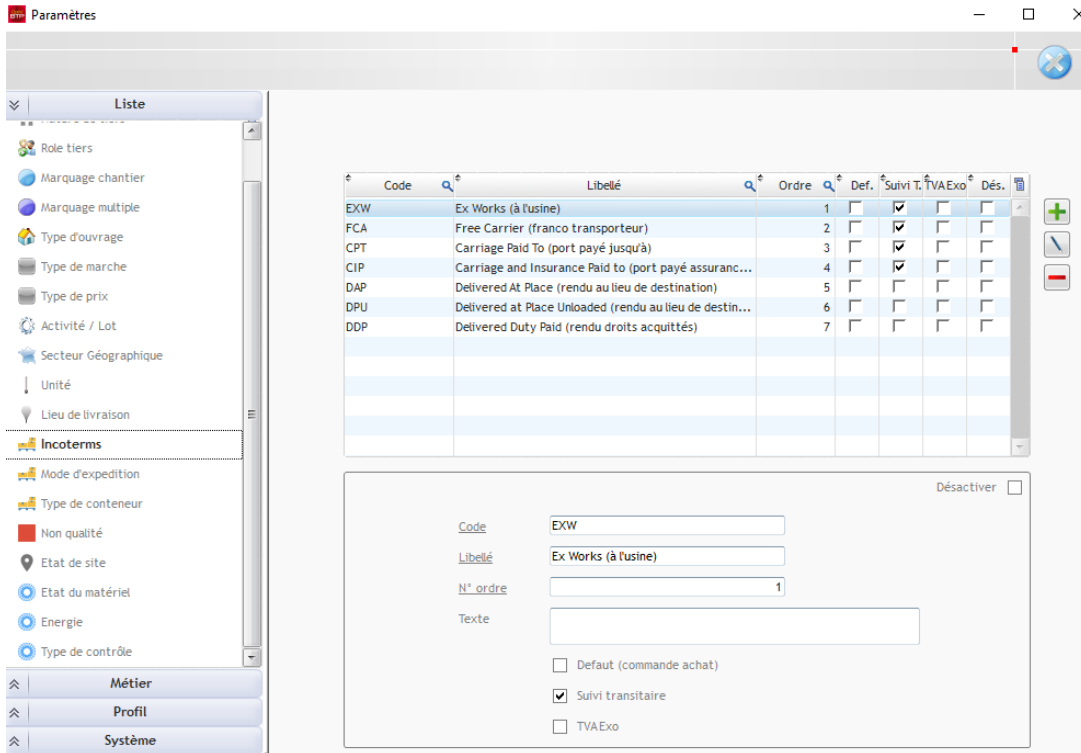 Paramètres
Liste
Role tiers
Marquage chantier
Marquage multiple
Type d'ouvrage
Type de marche
Type de prix
Activité / Lot
Secteur Géographique
Unité
Lieu de livraison
Incoterms
Mode d'expedition
Type de conteneur
Non qualité
Etat de site
Etat du matériel
Energie
Type de contrôle
Métier
Profil
Système
Code Libellé Ordre Def. Suivi T. TVAExo Dés.
EXW Ex Works (à l'usine) 1
FCA Free Carrier (franco transporteur) 2
CPT Carriage Paid To (port payé jusqu'à) 3
CIP Carriage and Insurance Paid to (port payé assuranc... 4
DAP Delivered At Place (rendu au lieu de destination) 5
DPU Delivered at Place Unloaded (rendu au lieu de destin... 6
DDP Delivered Duty Paid (rendu droits acquittés) 7
Désactiver
Code EXW
Libellé Ex Works (à l'usine)
N° ordre 1
Texte
Defaut (commande achat)
Suivi transitaire
TVAExo